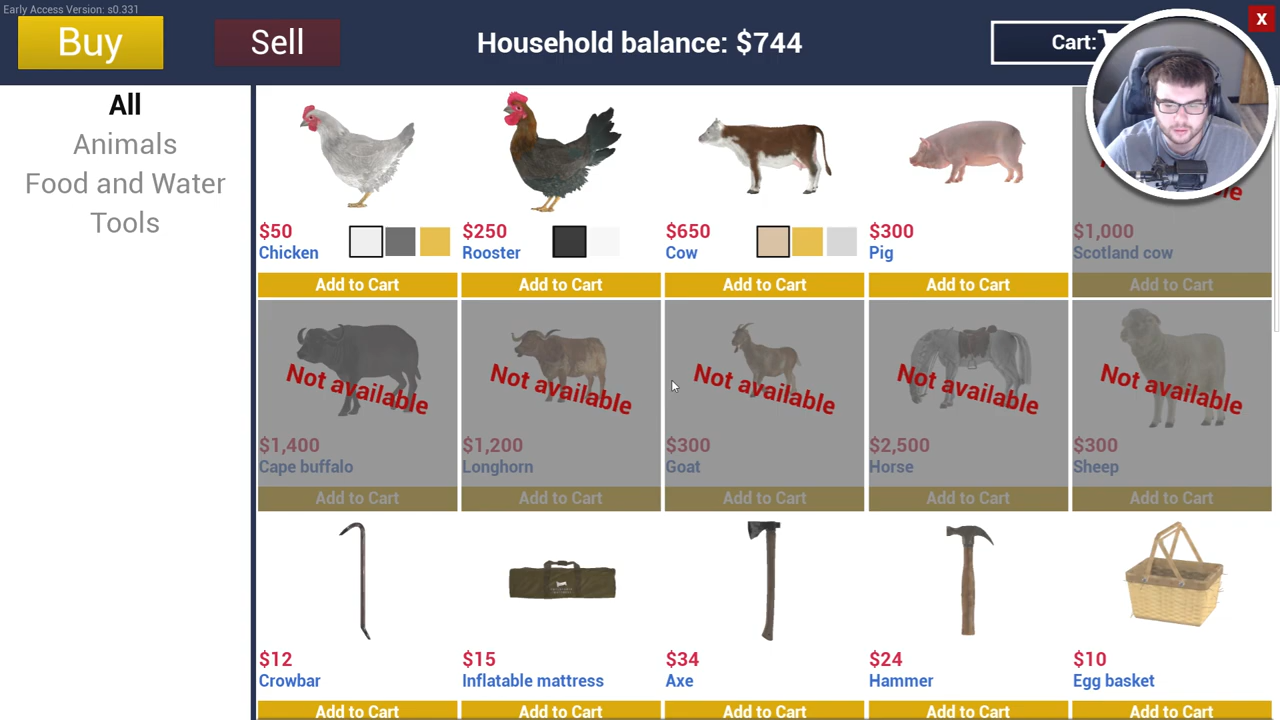 Early Access Version: s0.331
Buy
Sell
Household balance: $744
Cart:
X
All
Animals
Food and Water
Tools
$50
Chicken
Add to Cart
$250
Rooster
Add to Cart
$650
Cow
Add to Cart
$300
Pig
Add to Cart
$1,000
Scotland cow
Add to Cart
Not available
$1,400
Cape buffalo
Add to Cart
Not available
$1,200
Longhorn
Add to Cart
Not available
$300
Goat
Add to Cart
Not available
$2,500
Horse
Add to Cart
Not available
$300
Sheep
Add to Cart
$12
Crowbar
Add to Cart
$15
Inflatable mattress
Add to Cart
$34
Axe
Add to Cart
$24
Hammer
Add to Cart
$10
Egg basket
Add to Cart